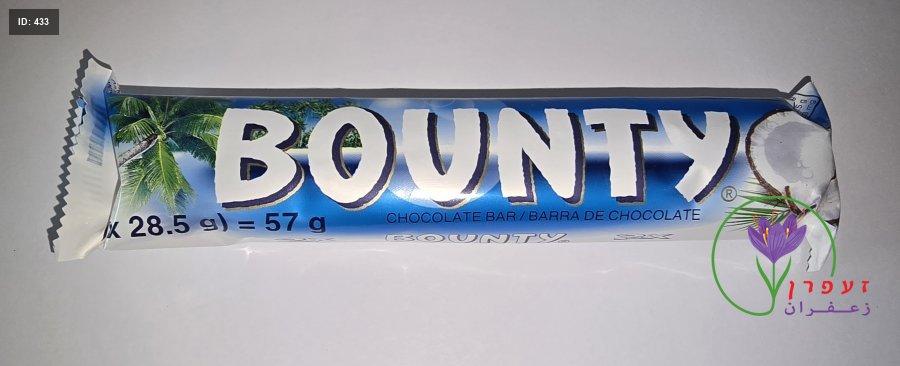 ID: 433
BOUNTY
®
CHOCOLATE BAR / BARRA DE CHOCOLATE
x 28.5 g) = 57 g
BOUNTY
זעפרן
زعفران